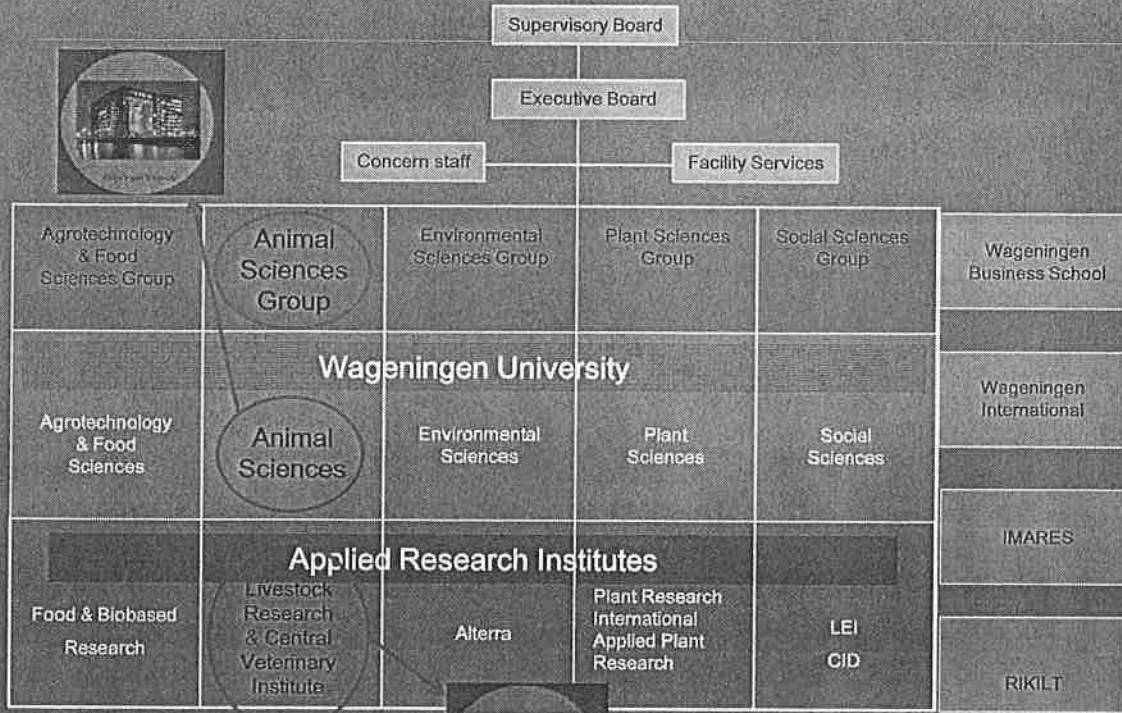 Supervisory Board
Executive Board
Concern staff
Facility Services
Agrotechnology
& Food
Sciences Group
Animal
Sciences
Group
Environmental
Sciences Group
Plant Sciences
Group
Social Sciences
Group
Wageningen
Business School
Wageningen University
Agrotechnology
& Food
Sciences
Animal
Sciences
Environmental
Sciences
Plant
Sciences
Social
Sciences
Wageningen
International
Applied Research Institutes
IMARES
Food & Biobased
Research
Livestock
Research
& Central
Veterinary
Institute
Alterra
Plant Research
International
Applied Plant
Research
LEI
CID
RIKILT